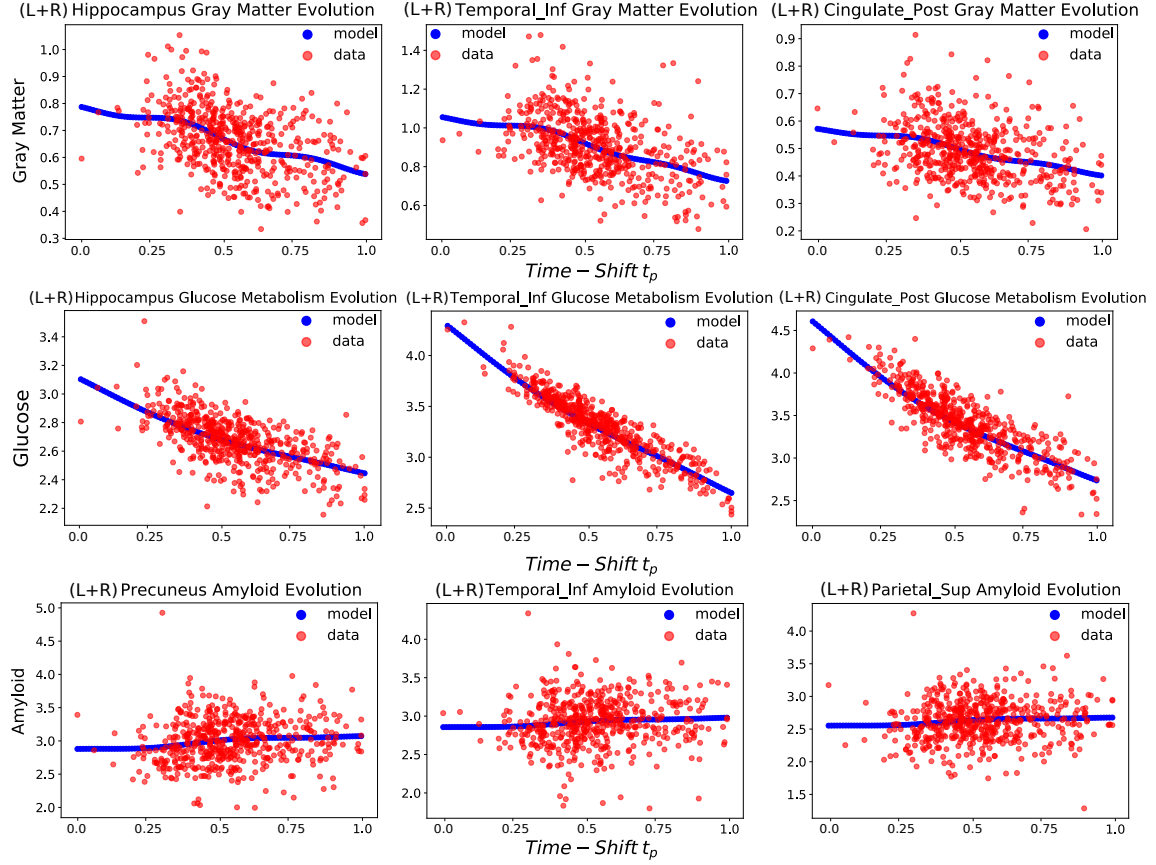 (L+R) Hippocampus Gray Matter Evolution
(L+R) Temporal_Inf Gray Matter Evolution
(L+R) Cingulate_Post Gray Matter Evolution
model
data
model
data
model
data
Gray Matter
1.0
0.9
0.8
0.7
0.6
0.5
0.4
0.3
1.4
1.2
1.0
0.8
0.6
0.9
0.8
0.7
0.6
0.5
0.4
0.3
0.2
0.0 0.25 0.5 0.75 1.0
0.0 0.25 0.5 0.75 1.0
0.0 0.25 0.5 0.75 1.0
Time − Shift tp
(L+R) Hippocampus Glucose Metabolism Evolution
(L+R) Temporal_Inf Glucose Metabolism Evolution
(L+R) Cingulate_Post Glucose Metabolism Evolution
model
data
model
data
model
data
Glucose
3.4
3.2
3.0
2.8
2.6
2.4
2.2
4.0
3.5
3.0
2.5
4.5
4.0
3.5
3.0
2.5
0.0 0.25 0.5 0.75 1.0
0.0 0.25 0.5 0.75 1.0
0.0 0.25 0.5 0.75 1.0
Time − Shift tp
(L+R) Precuneus Amyloid Evolution
(L+R) Temporal_Inf Amyloid Evolution
(L+R) Parietal_Sup Amyloid Evolution
model
data
model
data
model
data
Amyloid
5.0
4.5
4.0
3.5
3.0
2.5
2.0
4.0
3.5
3.0
2.5
2.0
4.0
3.5
3.0
2.5
2.0
1.5
0.0 0.25 0.5 0.75 1.0
0.0 0.25 0.5 0.75 1.0
0.0 0.25 0.5 0.75 1.0
Time − Shift tp